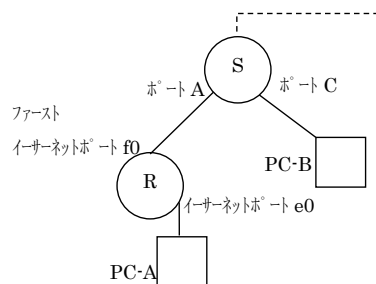 S
ﾎﾟｰﾄ A
ﾎﾟｰﾄ C
ﾌｧｰｽﾄ
ｲｰｻｰﾈｯﾄﾎﾟｰﾄ f0
PC-B
R
ｲｰｻｰﾈｯﾄﾎﾟｰﾄ e0
PC-A